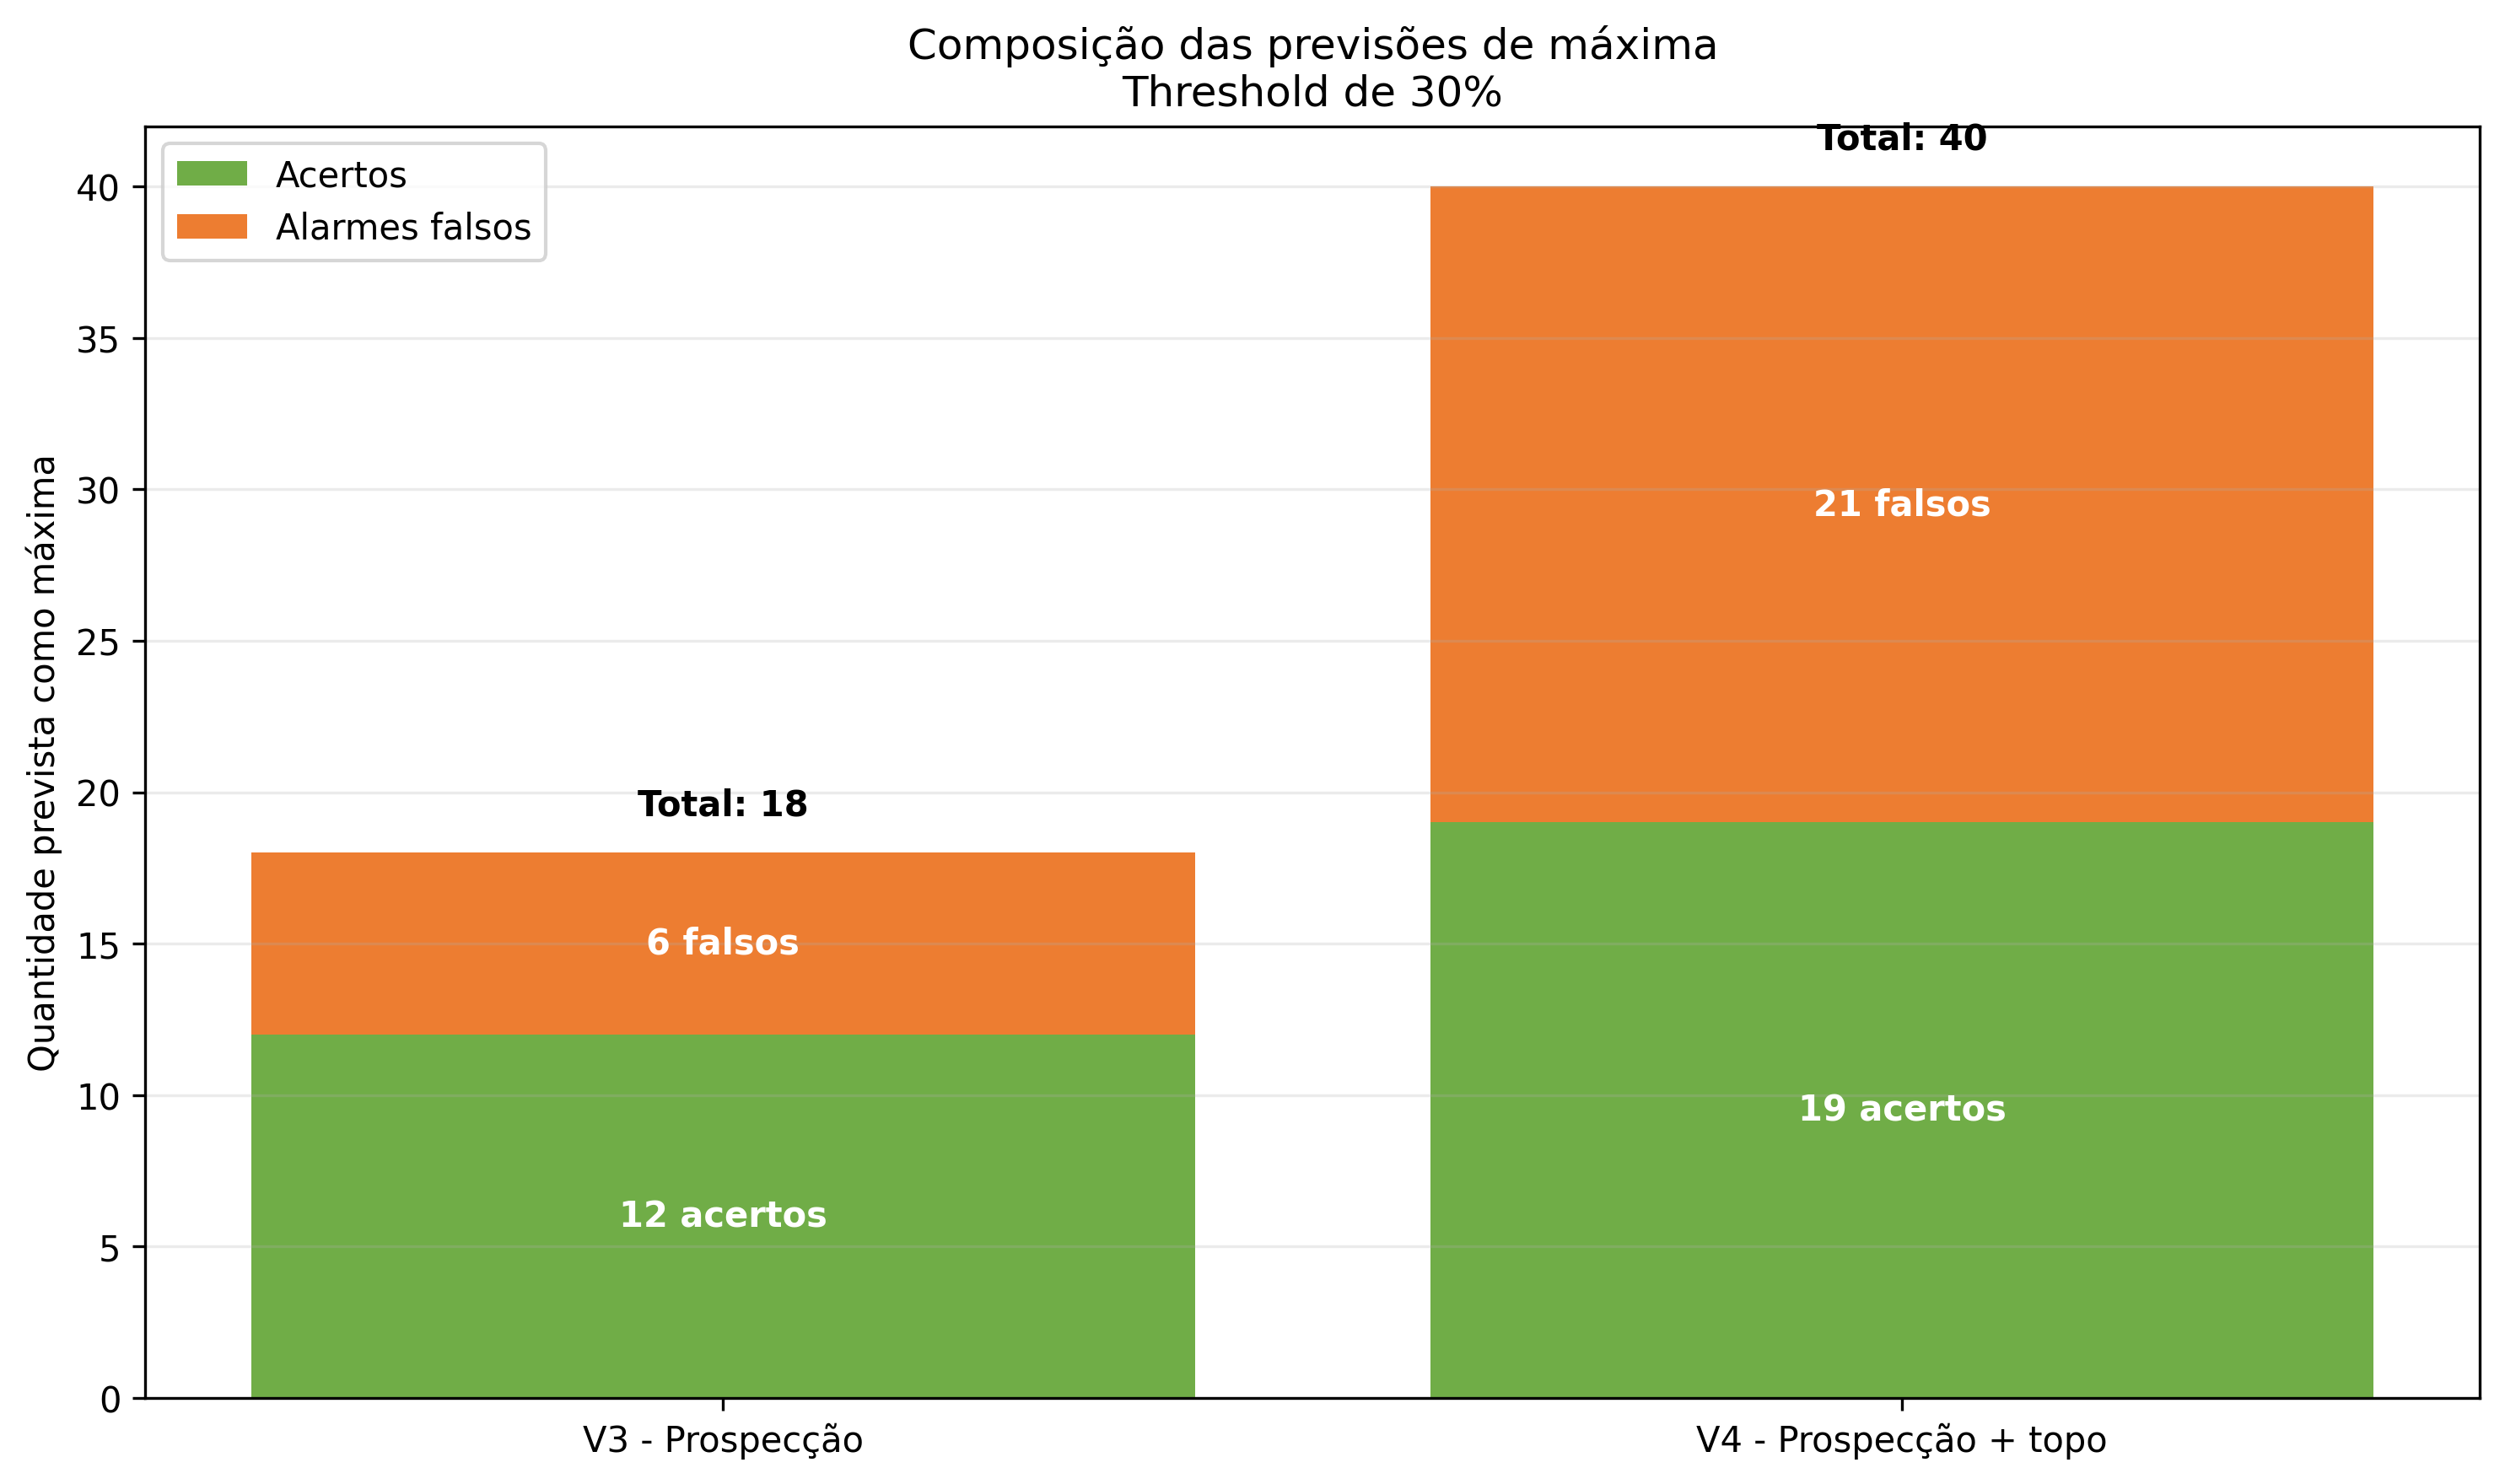 Composição das previsões de máxima
Threshold de 30%
Acertos
Alarmes falsos
Quantidade prevista como máxima
40
35
30
25
20
15
10
5
0
Total: 18
6 falsos
12 acertos
Total: 40
21 falsos
19 acertos
V3 - Prospecção
V4 - Prospecção + topo